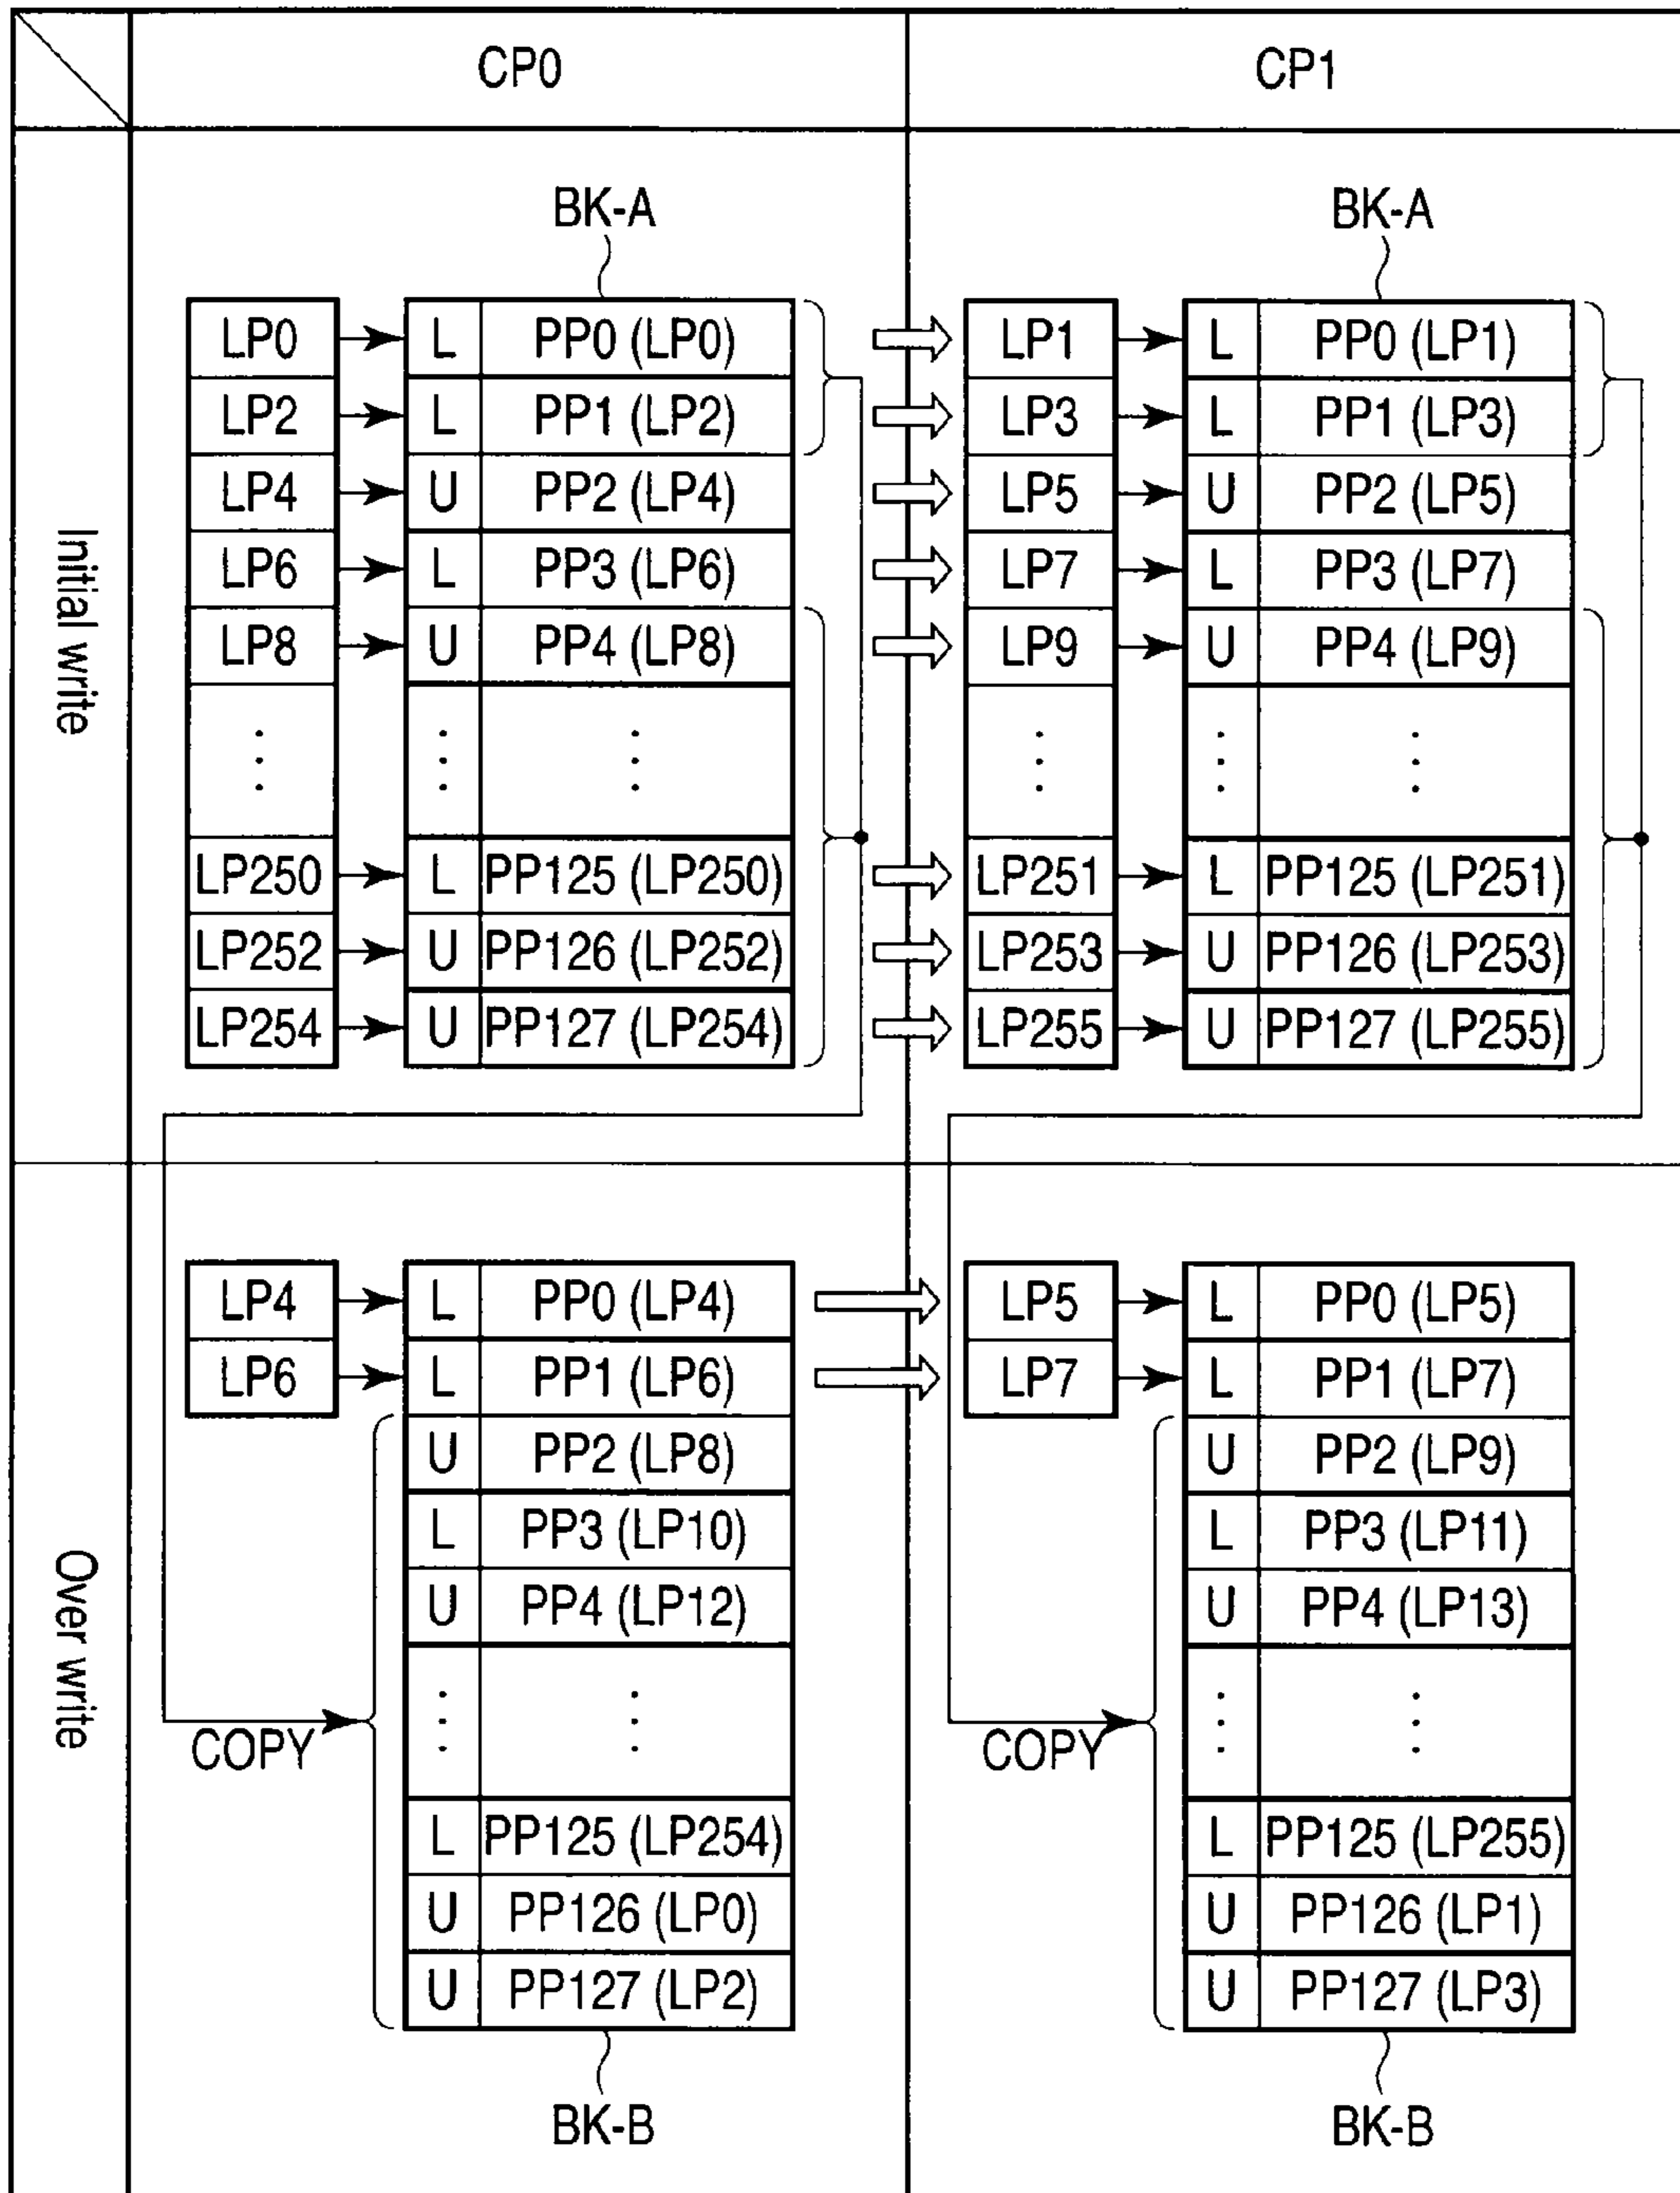 CP0 CP1
Initial write
BK-A BK-A
LP0 L PP0 (LP0) LP1 L PP0 (LP1)
LP2 L PP1 (LP2) LP3 L PP1 (LP3)
LP4 U PP2 (LP4) LP5 U PP2 (LP5)
LP6 L PP3 (LP6) LP7 L PP3 (LP7)
LP8 U PP4 (LP8) LP9 U PP4 (LP9)
⋮ ⋮ ⋮ ⋮ ⋮ ⋮
LP250 L PP125 (LP250) LP251 L PP125 (LP251)
LP252 U PP126 (LP252) LP253 U PP126 (LP253)
LP254 U PP127 (LP254) LP255 U PP127 (LP255)
Over write
LP4 L PP0 (LP4) LP5 L PP0 (LP5)
LP6 L PP1 (LP6) LP7 L PP1 (LP7)
U PP2 (LP8) U PP2 (LP9)
L PP3 (LP10) L PP3 (LP11)
U PP4 (LP12) U PP4 (LP13)
COPY ⋮ ⋮ COPY ⋮ ⋮
L PP125 (LP254) L PP125 (LP255)
U PP126 (LP0) U PP126 (LP1)
U PP127 (LP2) U PP127 (LP3)
BK-B BK-B